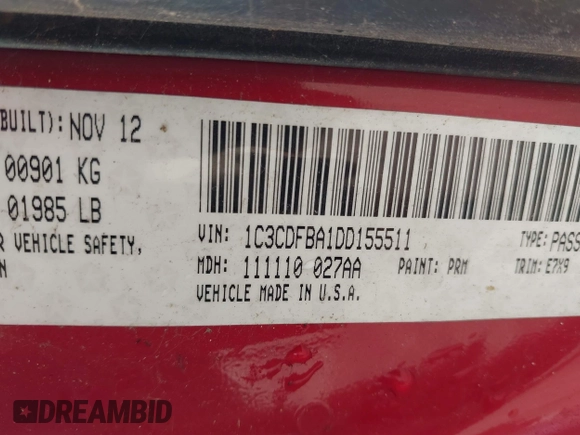 (BUILT): NOV 12
00901 KG
01985 LB
VEHICLE SAFETY,
VIN: 1C3CDFBA1DD155511
TYPE: PASS
MDH: 111110 027AA
PAINT: PRM
TRIM: E7X9
VEHICLE MADE IN U.S.A.
DREAMBID